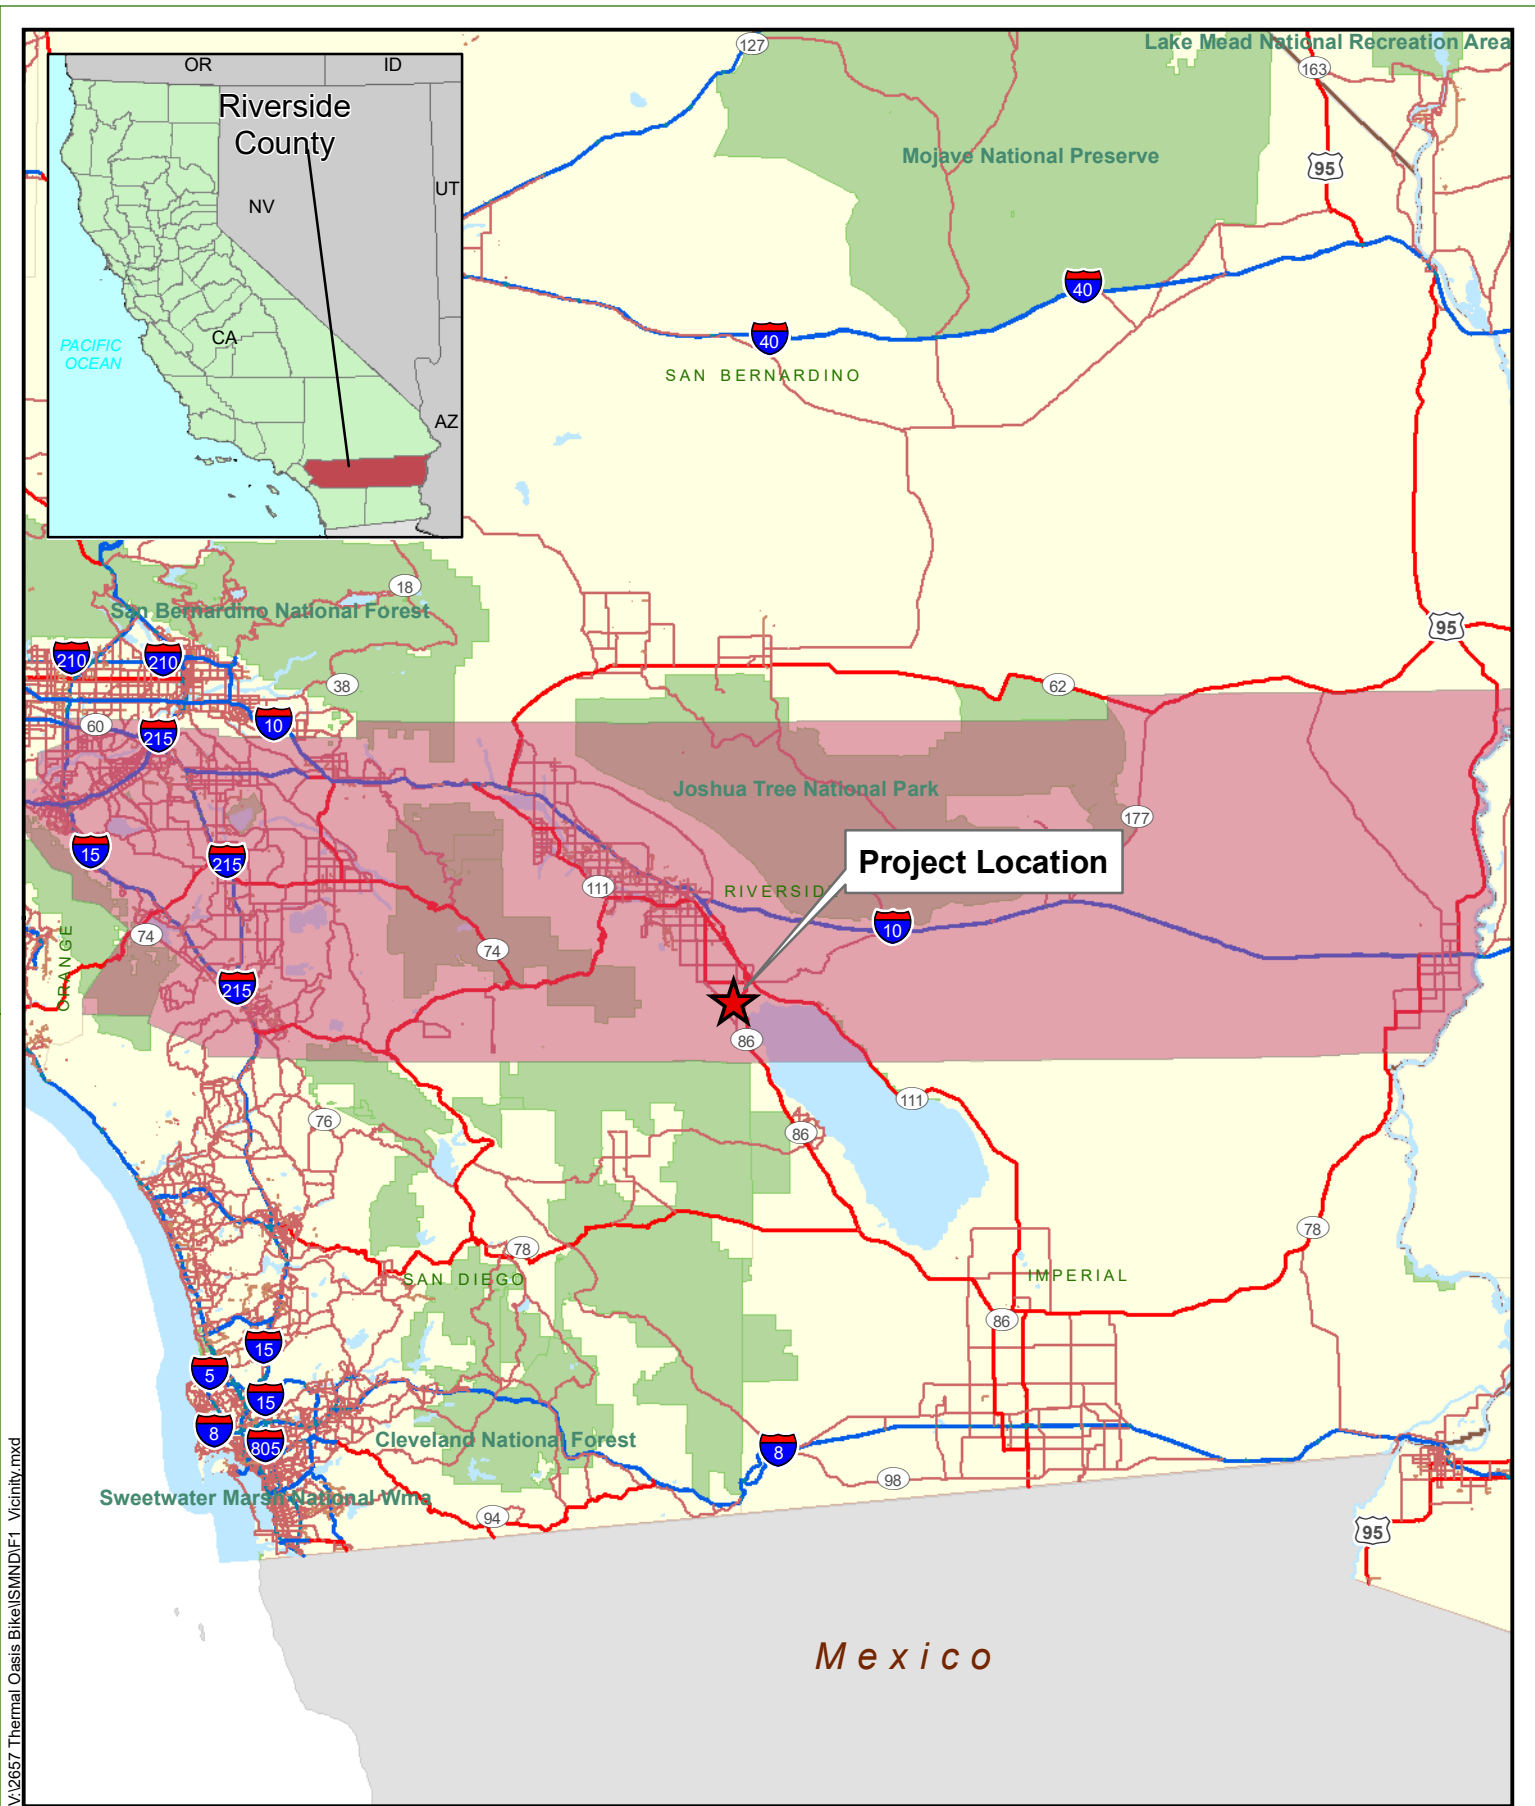 OR
ID
Riverside
County
NV
UT
CA
PACIFIC
OCEAN
AZ
127
Lake Mead National Recreation Area
163
Mojave National Preserve
95
40
40
SAN BERNARDINO
18
San Bernardino National Forest
95
210
210
38
62
60
215
10
Joshua Tree National Park
177
15
215
Project Location
111
RIVERSID
10
74
ORANGE
74
215
86
111
76
86
78
78
SAN DIEGO
IMPERIAL
86
15
5
15
8
805
Cleveland National Forest
8
98
Sweetwater Marsh National Wma
94
95
Mexico
V:\2657 Thermal Oasis Bike\ISMND\F1_Vicinity.mxd